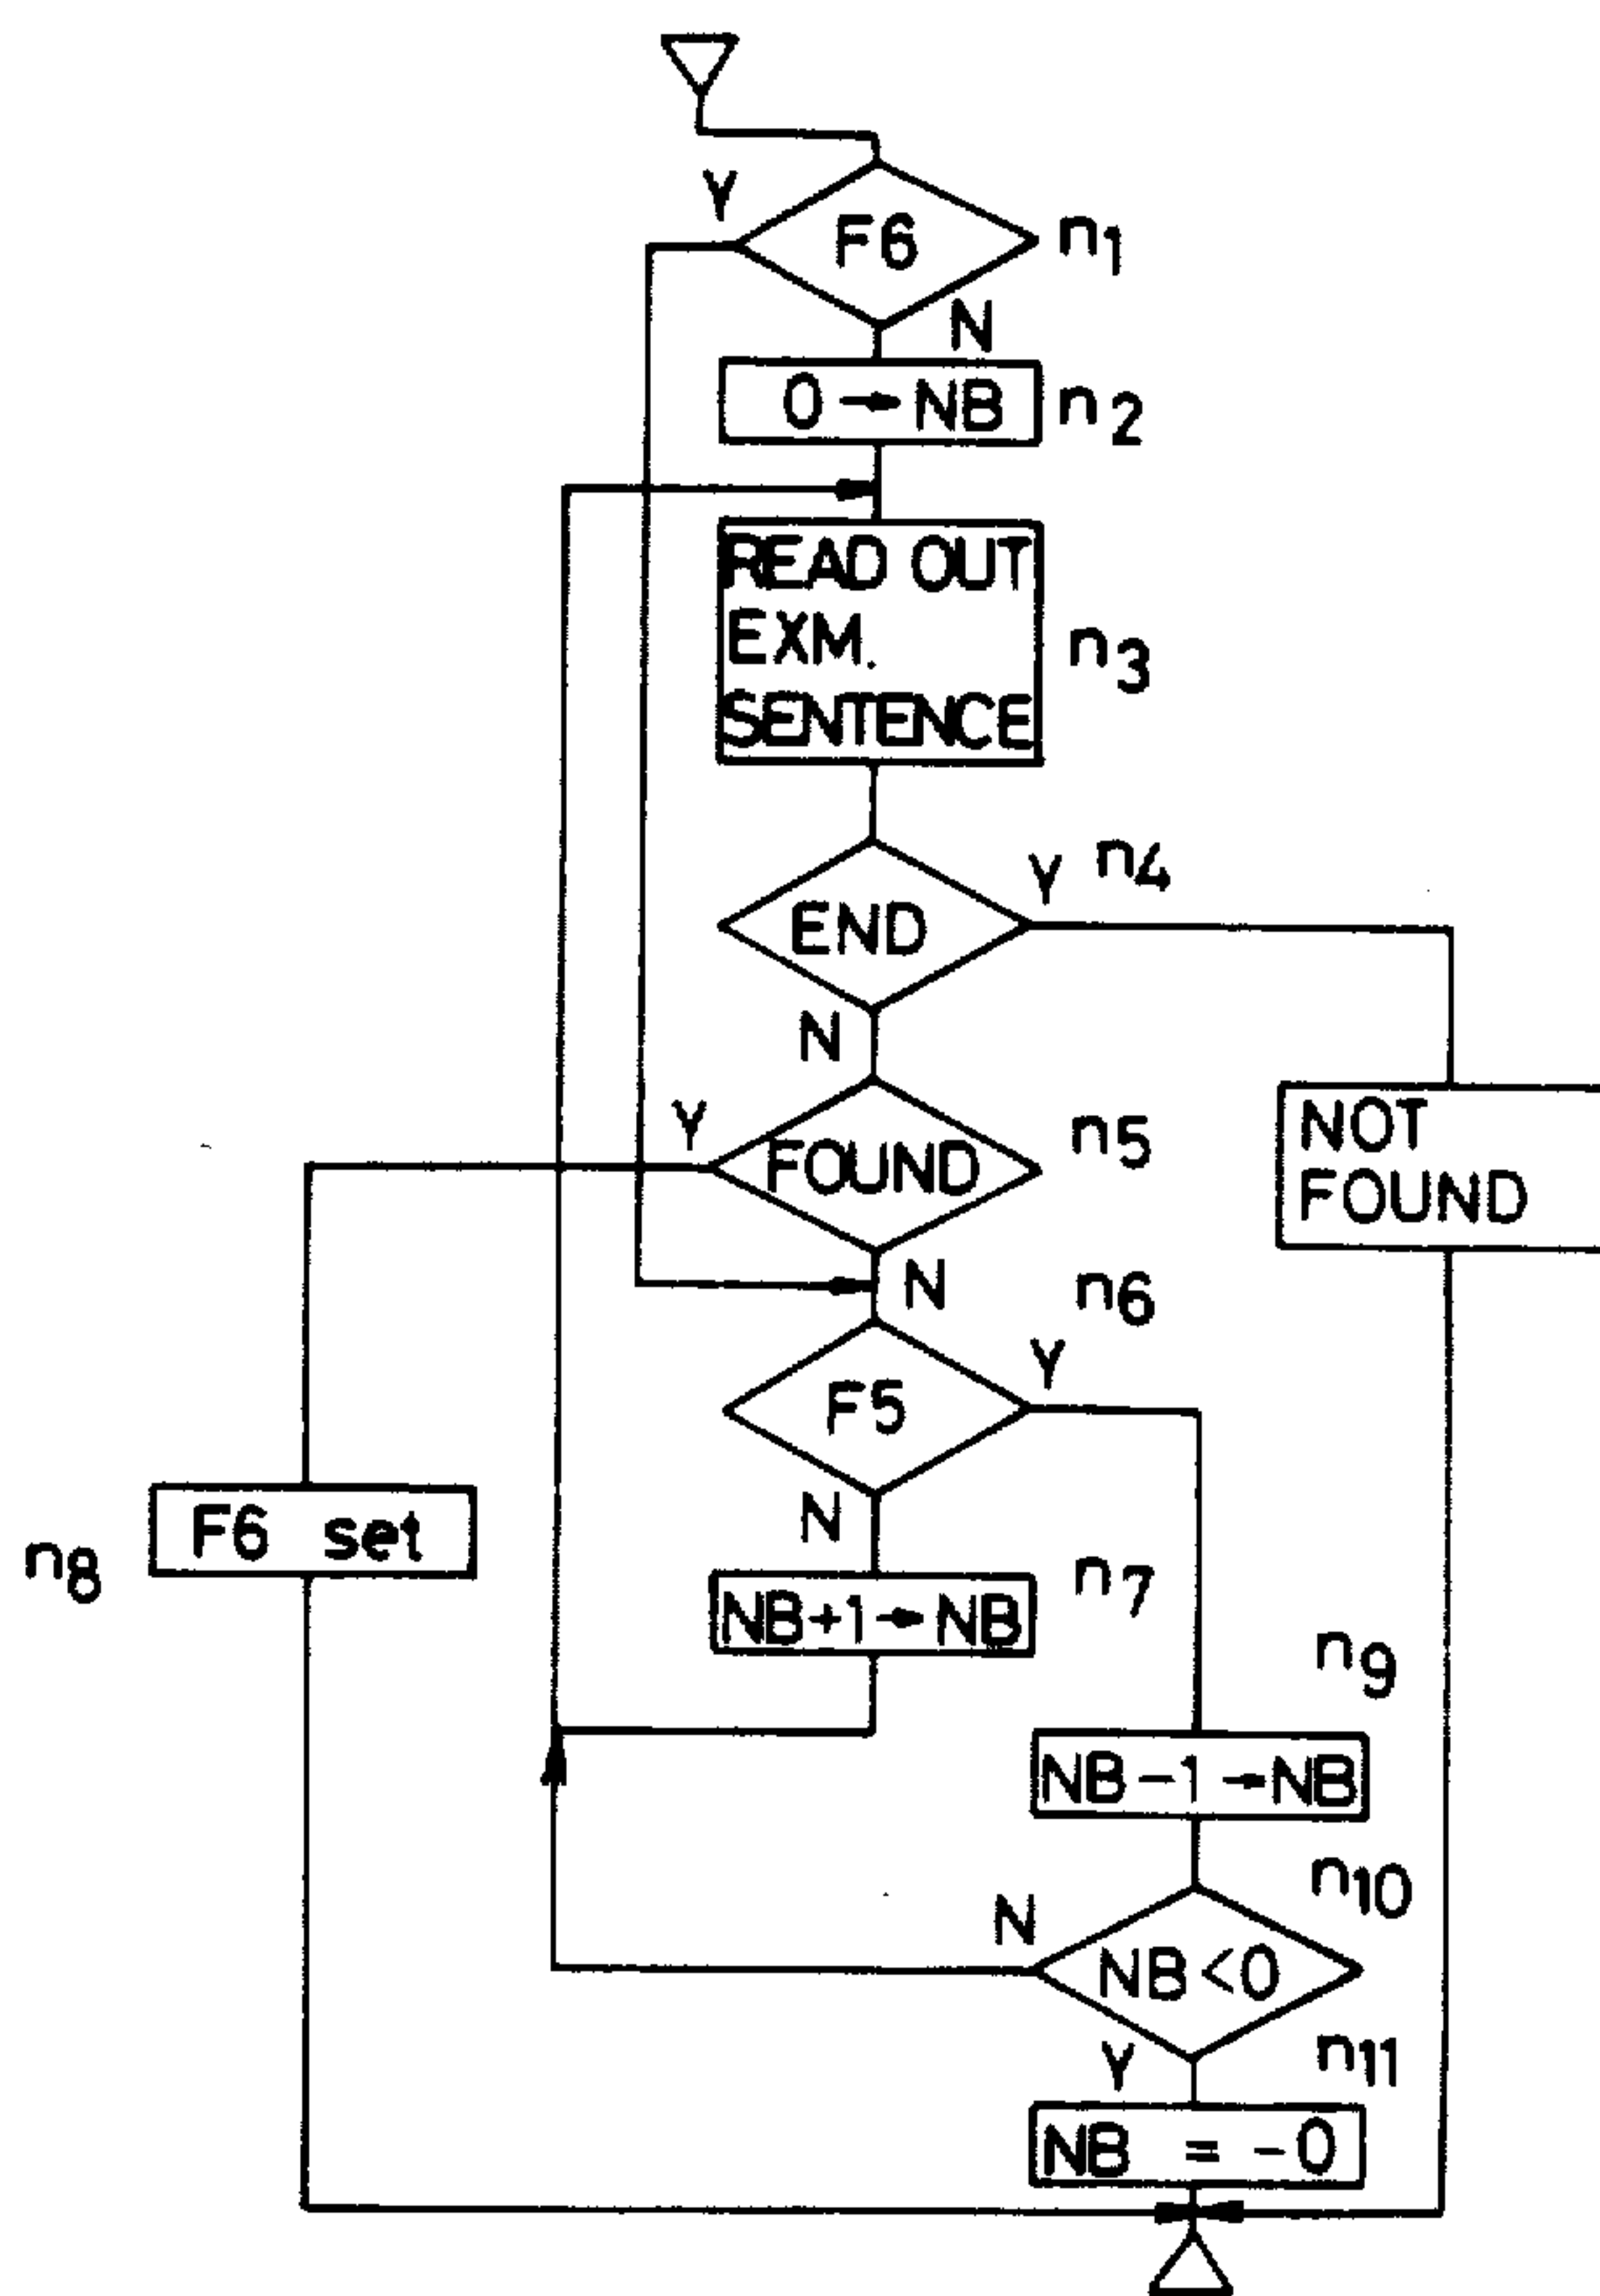 Y
F6
n1
N
0→NB
n2
READ OUT
EXM.
SENTENCE
n3
Y
n4
END
N
Y
FOUND
n5
NOT
FOUND
N
n6
Y
F5
N
F6 set
n8
n7
NB+1→NB
n9
NB-1→NB
n10
N
NB<0
Y
n11
NB = -0